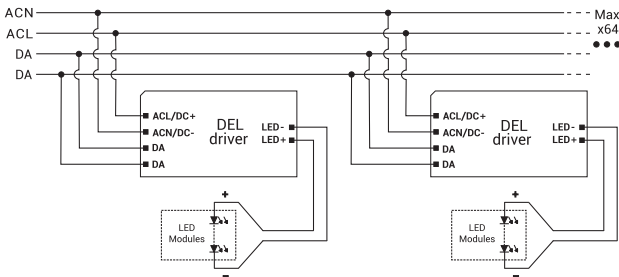 ACN
ACL
DA
DA
Max
x64
ACL/DC+
ACN/DC-
DA
DA
DEL
driver
LED-
LED+
+
LED
Modules
-
ACL/DC+
ACN/DC-
DA
DA
DEL
driver
LED-
LED+
+
LED
Modules
-